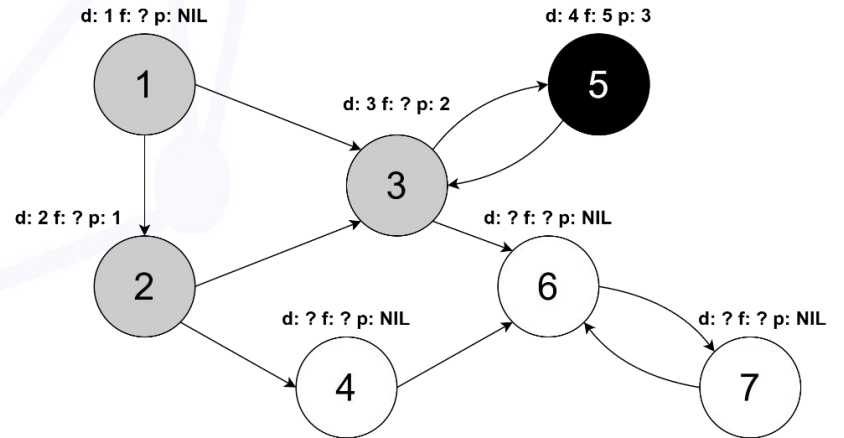 d: 1 f: ? p: NIL
d: 4 f: 5 p: 3
1
5
d: 3 f: ? p: 2
3
d: 2 f: ? p: 1
d: ? f: ? p: NIL
2
6
d: ? f: ? p: NIL
d: ? f: ? p: NIL
4
7